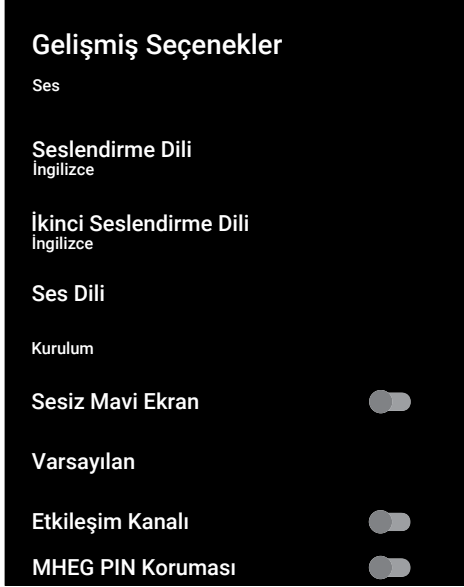 Gelişmiş Seçenekler
Ses
Seslendirme Dili
İngilizce
İkinci Seslendirme Dili
İngilizce
Ses Dili
Kurulum
Sesiz Mavi Ekran
Varsayılan
Etkileşim Kanalı
MHEG PIN Koruması